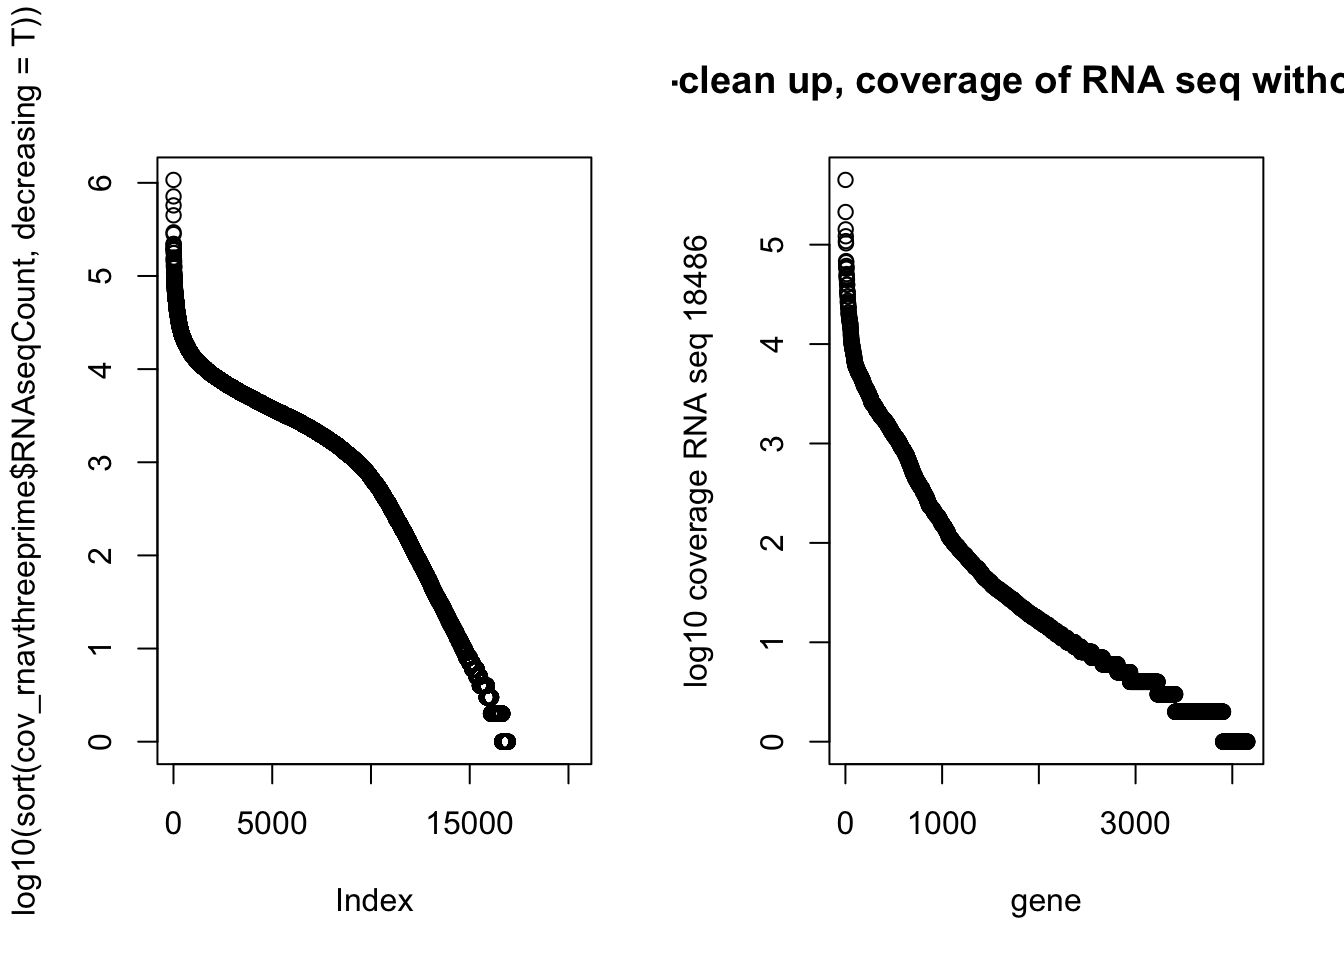 log10(sort(cov_rnavthreeprime$RNAseqCount, decreasing = T))
6
5
4
3
2
1
0
0 5000 15000
Index
-clean up, coverage of RNA seq witho
log10 coverage RNA seq 18486
5
4
3
2
1
0
0 1000 3000
gene